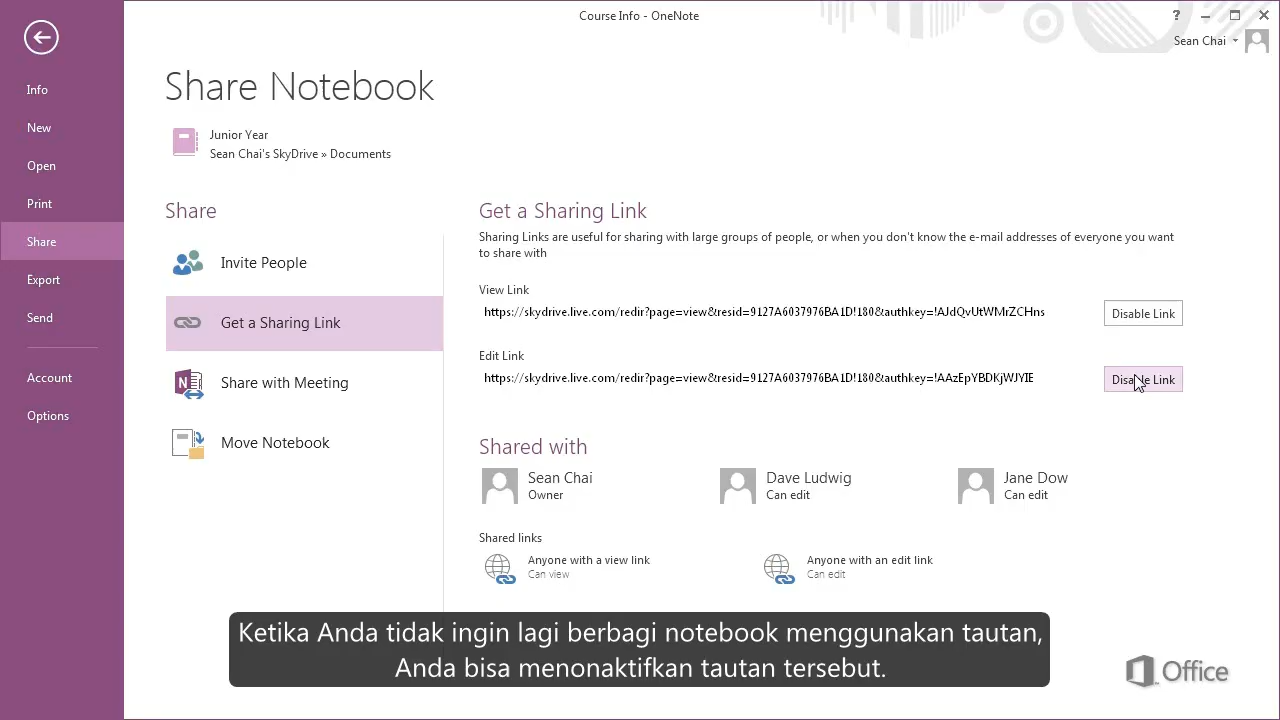 Course Info - OneNote
?
Sean Chai
Info
New
Open
Print
Share
Export
Send
Account
Options
Share Notebook
Junior Year
Sean Chai's SkyDrive » Documents
Share
Invite People
Get a Sharing Link
Share with Meeting
Move Notebook
Get a Sharing Link
Sharing Links are useful for sharing with large groups of people, or when you don't know the e-mail addresses of everyone you want
to share with
View Link
https://skydrive.live.com/redir?page=view&resid=9127A6037976BA1D!180&authkey=!AJdQvUtWMrZCHns
Disable Link
Edit Link
https://skydrive.live.com/redir?page=view&resid=9127A6037976BA1D!180&authkey=!AAzEpYBDKjWJYIE
Disable Link
Shared with
Sean Chai
Owner
Dave Ludwig
Can edit
Jane Dow
Can edit
Shared links
Anyone with a view link
Can view
Anyone with an edit link
Can edit
Ketika Anda tidak ingin lagi berbagi notebook menggunakan tautan,
Anda bisa menonaktifkan tautan tersebut.
Office